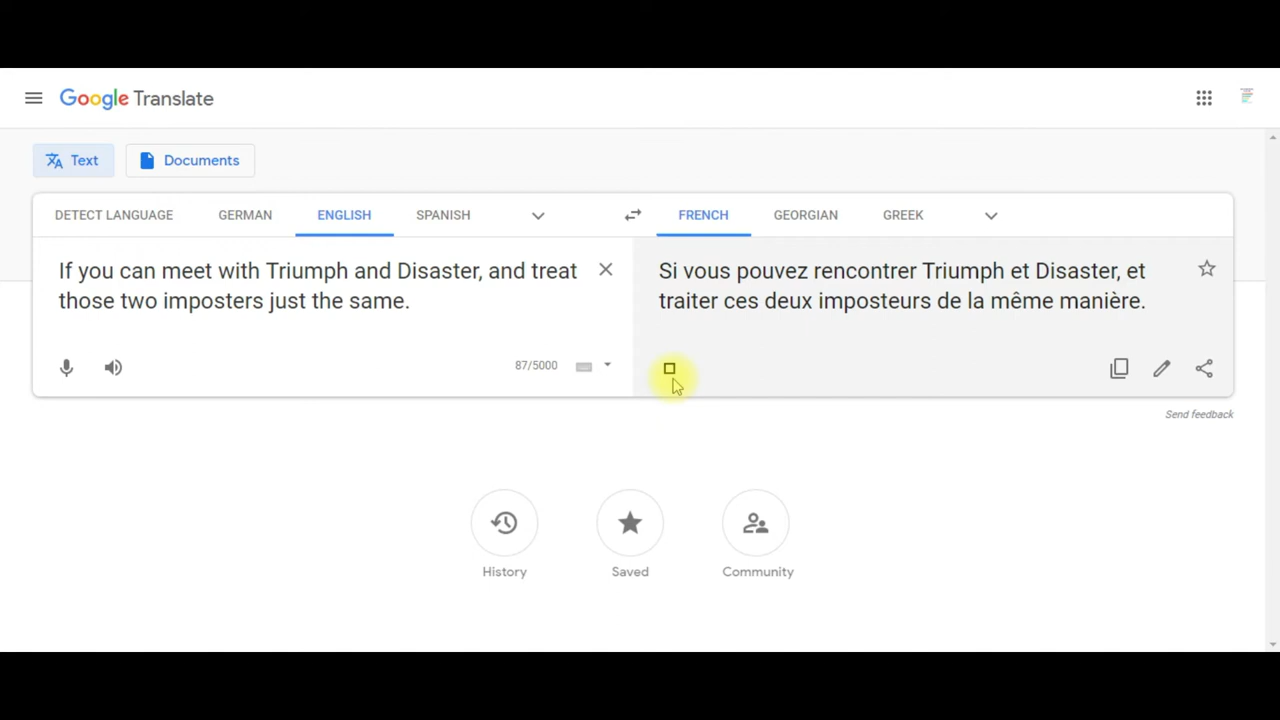 Google Translate
Text
Documents
DETECT LANGUAGE
GERMAN
ENGLISH
SPANISH
FRENCH
GEORGIAN
GREEK
If you can meet with Triumph and Disaster, and treat
those two imposters just the same.
87/5000
Si vous pouvez rencontrer Triumph et Disaster, et
traiter ces deux imposteurs de la même manière.
Send feedback
History
Saved
Community